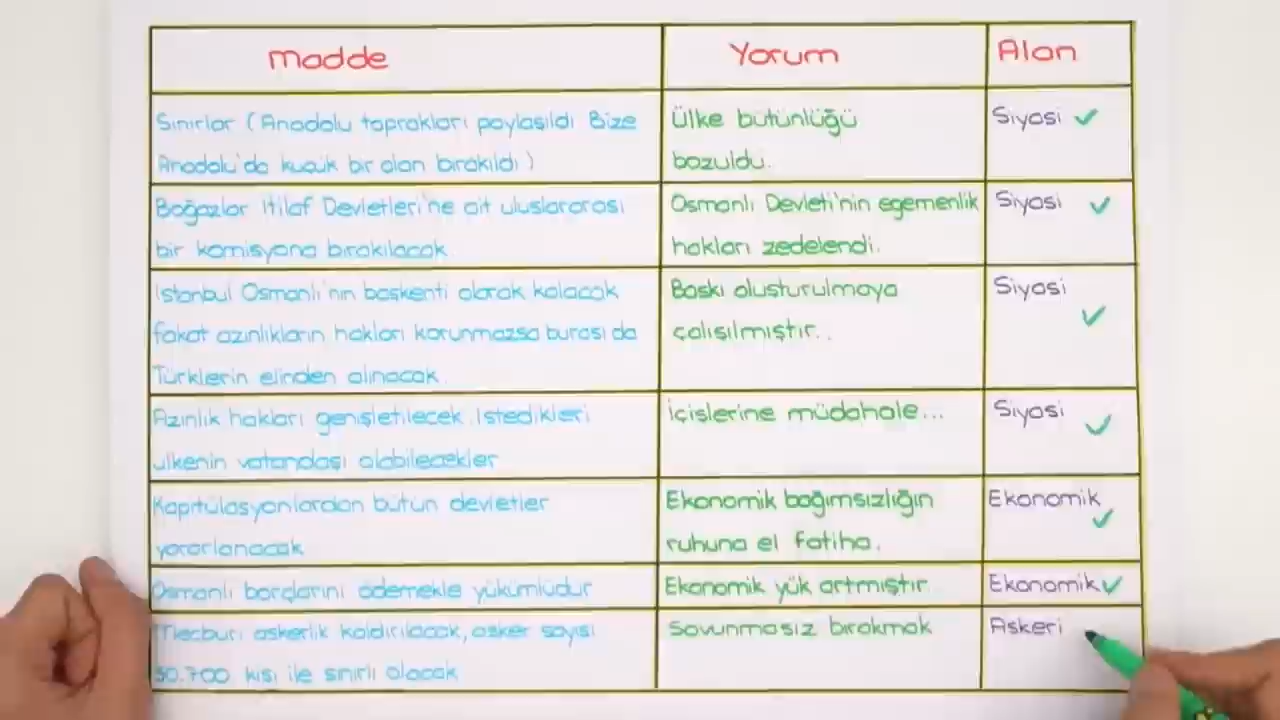 Madde
Yorum
Alan
Sınırlar (Anadolu toprakları paylaşıldı Bize
Anadolu'da küçük bir alan bırakıldı)
Ülke bütünlüğü
bozuldu.
Siyasi ✓
Boğazlar İtilaf Devletleri'ne ait uluslararası
bir komisyona bırakılacak
Osmanlı Devleti'nin egemenlik
hakları zedelendi.
Siyasi ✓
İstanbul Osmanlı'nın başkenti olarak kalacak
fakat azınlıkların hakları korunmazsa burası da
Türklerin elinden alınacak.
Baskı oluşturulmaya
çalışılmıştır..
Siyasi ✓
Azınlık hakları genişletilecek. İstedikleri
ülkenin vatandaşı olabilecekler
İçişlerine müdahale...
Siyasi ✓
Kapitülasyonlardan bütün devletler
yararlanacak
Ekonomik bağımsızlığın
ruhuna el fatiha.
Ekonomik ✓
Osmanlı borçlarını ödemekle yükümlüdür
Ekonomik yük artmıştır.
Ekonomik ✓
Mecburi askerlik kaldırılacak, asker sayısı
50.700 kişi ile sınırlı olacak
Savunmasız bırakmak
Askeri